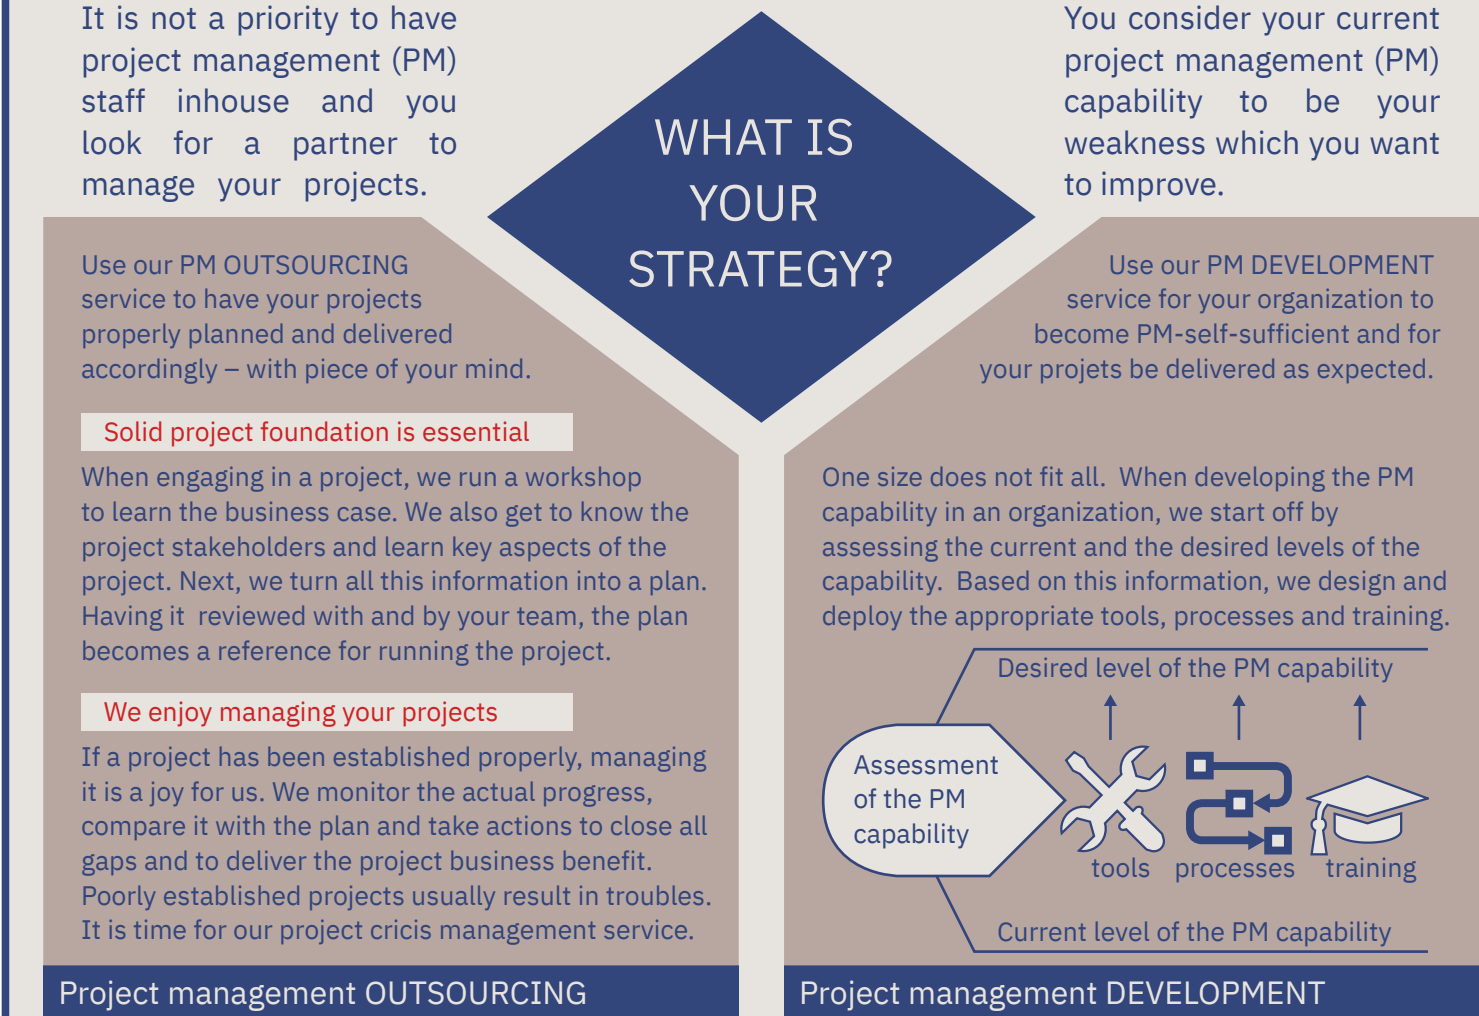 It is not a priority to have
project management (PM)
staff inhouse and you
look for a partner to
manage your projects.
WHAT IS
YOUR
STRATEGY?
You consider your current
project management (PM)
capability to be your
weakness which you want
to improve.
Use our PM OUTSOURCING
service to have your projects
properly planned and delivered
accordingly – with piece of your mind.
Solid project foundation is essential
When engaging in a project, we run a workshop
to learn the business case. We also get to know the
project stakeholders and learn key aspects of the
project. Next, we turn all this information into a plan.
Having it reviewed with and by your team, the plan
becomes a reference for running the project.
We enjoy managing your projects
If a project has been established properly, managing
it is a joy for us. We monitor the actual progress,
compare it with the plan and take actions to close all
gaps and to deliver the project business benefit.
Poorly established projects usually result in troubles.
It is time for our project cricis management service.
Project management OUTSOURCING
Use our PM DEVELOPMENT
service for your organization to
become PM-self-sufficient and for
your projets be delivered as expected.
One size does not fit all. When developing the PM
capability in an organization, we start off by
assessing the current and the desired levels of the
capability. Based on this information, we design and
deploy the appropriate tools, processes and training.
Desired level of the PM capability
Assessment
of the PM
capability
tools processes training
Current level of the PM capability
Project management DEVELOPMENT